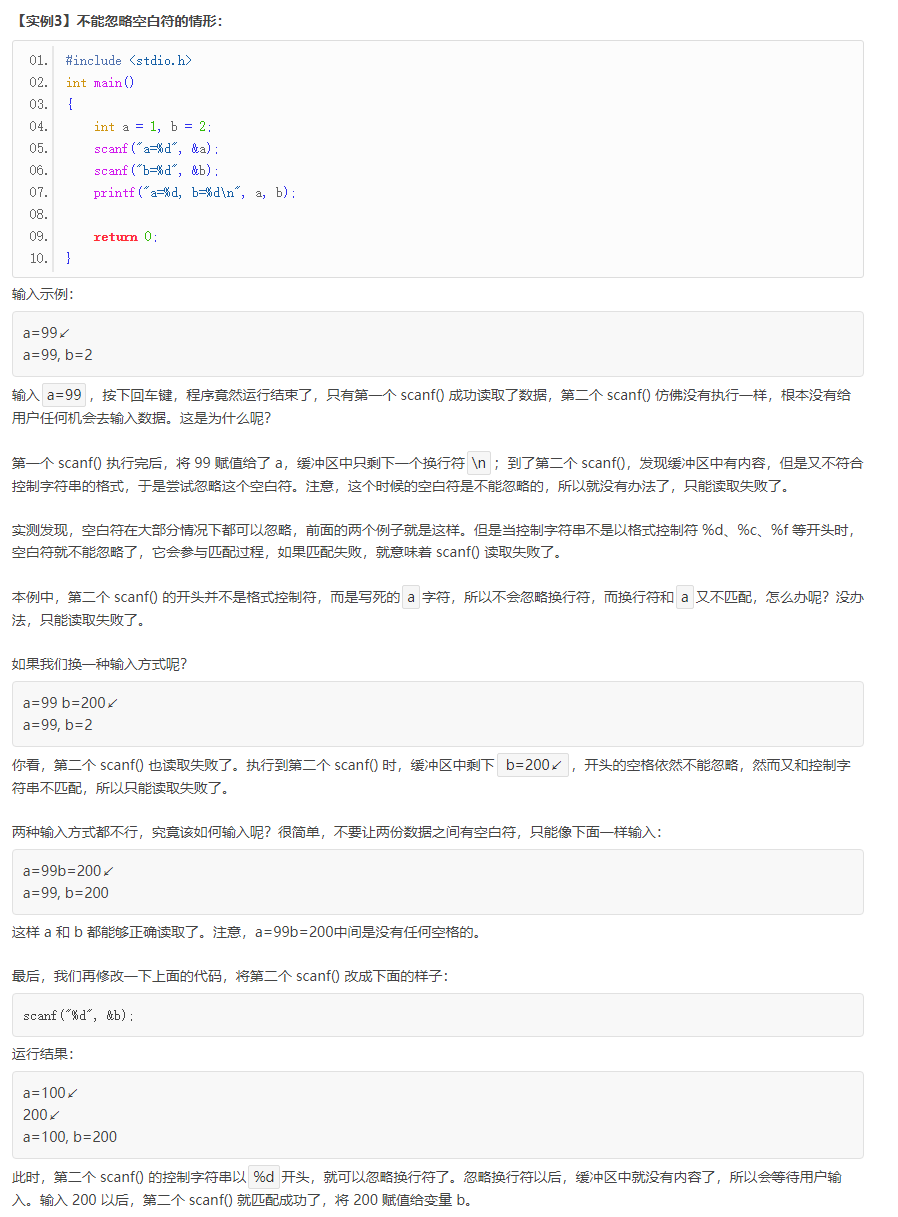 【实例3】不能忽略空白符的情形：
01. #include <stdio.h>
02. int main()
03. {
04. int a = 1, b = 2;
05. scanf("a=%d", &a);
06. scanf("b=%d", &b);
07. printf("a=%d, b=%d\n", a, b);
08.
09. return 0;
10. }
输入示例：
a=99↙
a=99, b=2
输入 a=99 ，按下回车键，程序竟然运行结束了，只有第一个 scanf() 成功读取了数据，第二个 scanf() 仿佛没有执行一样，根本没有给
用户任何机会去输入数据。这是为什么呢？
第一个 scanf() 执行完后，将 99 赋值给了 a，缓冲区中只剩下一个换行符 \n ；到了第二个 scanf()，发现缓冲区中有内容，但是又不符合
控制字符串的格式，于是尝试忽略这个空白符。注意，这个时候的空白符是不能忽略的，所以就没有办法了，只能读取失败了。
实测发现，空白符在大部分情况下都可以忽略，前面的两个例子就是这样。但是当控制字符串不是以格式控制符 %d、%c、%f 等开头时，
空白符就不能忽略了，它会参与匹配过程，如果匹配失败，就意味着 scanf() 读取失败了。
本例中，第二个 scanf() 的开头并不是格式控制符，而是写死的 a 字符，所以不会忽略换行符，而换行符和 a 又不匹配，怎么办呢？没办
法，只能读取失败了。
如果我们换一种输入方式呢？
a=99 b=200↙
a=99, b=2
你看，第二个 scanf() 也读取失败了。执行到第二个 scanf() 时，缓冲区中剩下 b=200↙ ，开头的空格依然不能忽略，然而又和控制字
符串不匹配，所以只能读取失败了。
两种输入方式都不行，究竟该如何输入呢？很简单，不要让两份数据之间有空白符，只能像下面一样输入：
a=99b=200↙
a=99, b=200
这样 a 和 b 都能够正确读取了。注意，a=99b=200中间是没有任何空格的。
最后，我们再修改一下上面的代码，将第二个 scanf() 改成下面的样子：
scanf("%d", &b);
运行结果：
a=100↙
200↙
a=100, b=200
此时，第二个 scanf() 的控制字符串以 %d 开头，就可以忽略换行符了。忽略换行符以后，缓冲区中就没有内容了，所以会等待用户输
入。输入 200 以后，第二个 scanf() 就匹配成功了，将 200 赋值给变量 b。